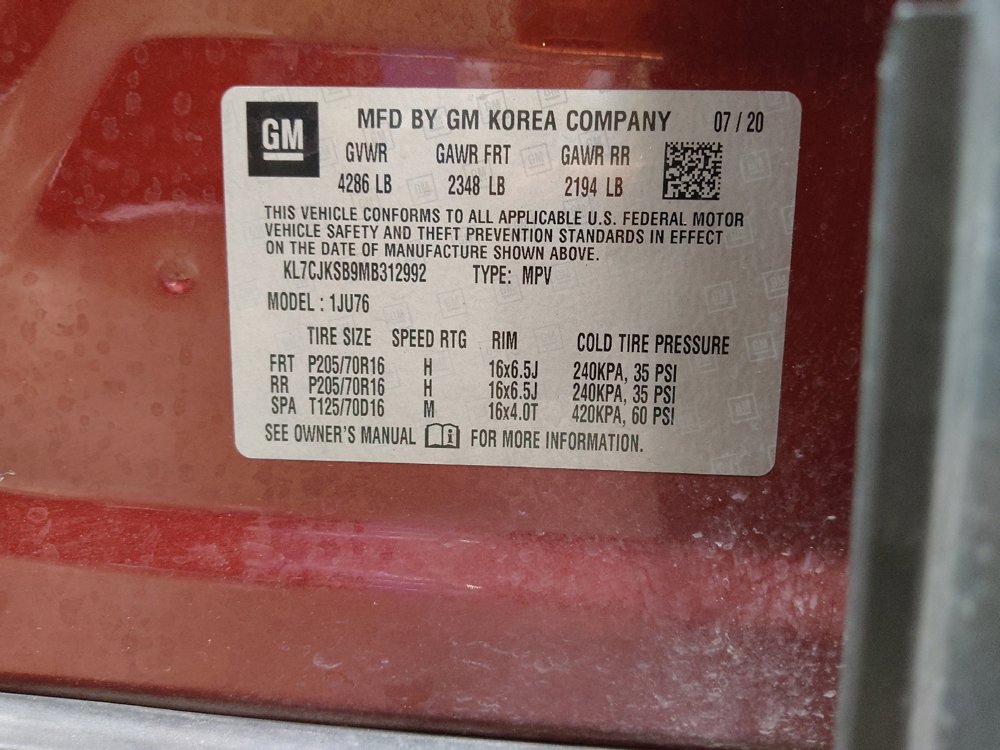 GM
MFD BY GM KOREA COMPANY 07 / 20
GVWR GAWR FRT GAWR RR
4286 LB 2348 LB 2194 LB
THIS VEHICLE CONFORMS TO ALL APPLICABLE U.S. FEDERAL MOTOR
VEHICLE SAFETY AND THEFT PREVENTION STANDARDS IN EFFECT
ON THE DATE OF MANUFACTURE SHOWN ABOVE.
KL7CJKSB9MB312992 TYPE: MPV
MODEL : 1JU76
TIRE SIZE SPEED RTG RIM COLD TIRE PRESSURE
FRT P205/70R16 H 16x6.5J 240KPA, 35 PSI
RR P205/70R16 H 16x6.5J 240KPA, 35 PSI
SPA T125/70D16 M 16x4.0T 420KPA, 60 PSI
SEE OWNER'S MANUAL FOR MORE INFORMATION.